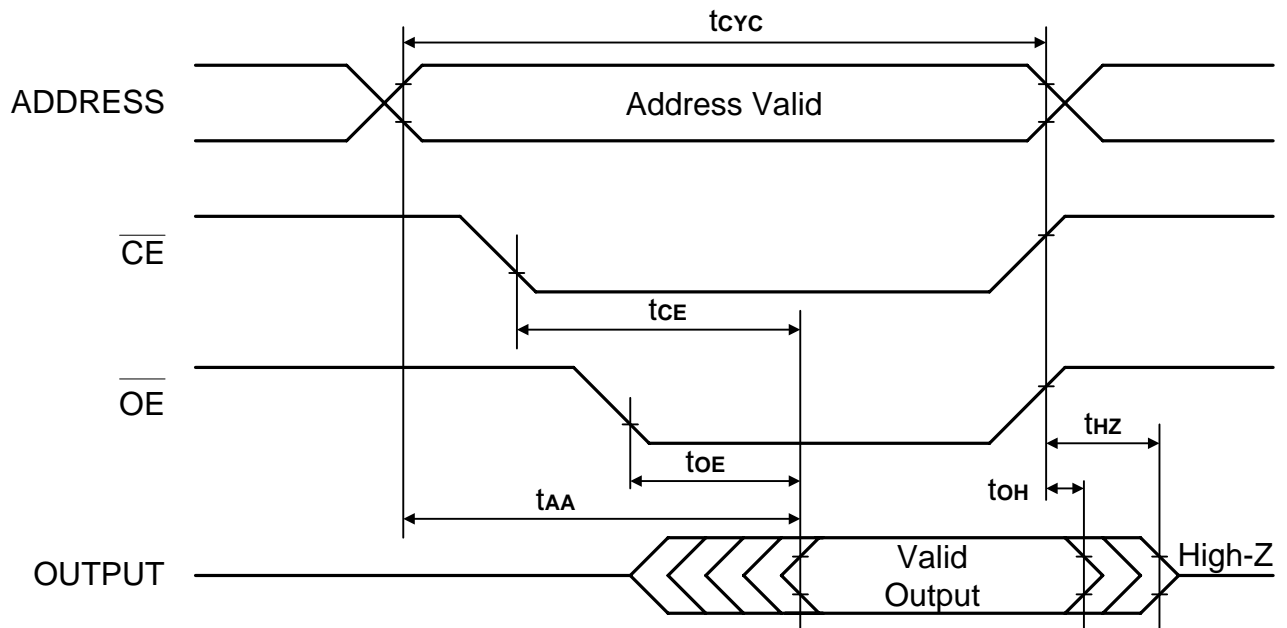 tCYC
ADDRESS
Address Valid
CE
tCE
OE
tHZ
tOE
tOH
tAA
OUTPUT
Valid
Output
High-Z